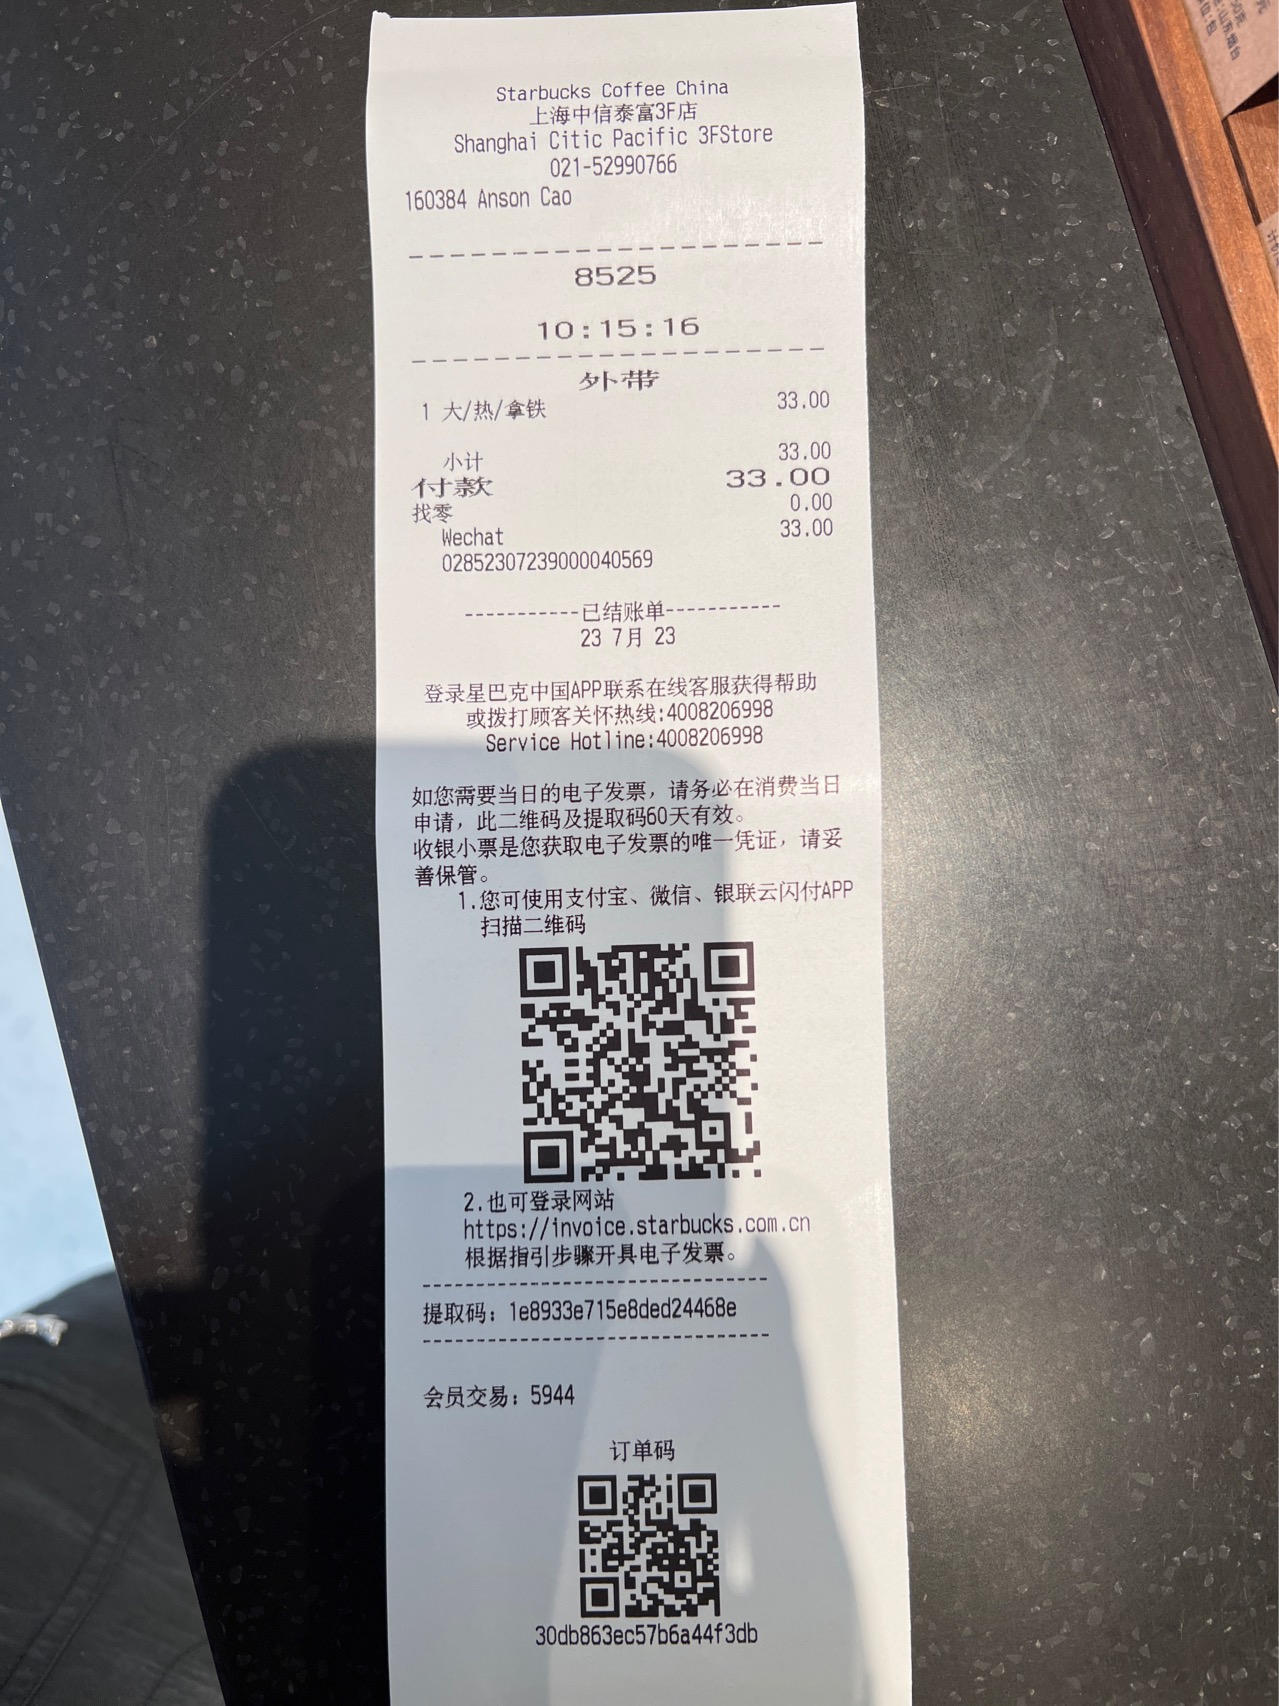 Starbucks Coffee China
上海中信泰富3F店
Shanghai Citic Pacific 3FStore
021-52990766
160384 Anson Cao
8525
10:15:16
外带
1 大/热/拿铁 33.00
小计 33.00
付款 33.00
找零 0.00
Wechat 33.00
02852307239000040569
-----------已结账单-----------
23 7月 23
登录星巴克中国APP联系在线客服获得帮助
或拨打顾客关怀热线:4008206998
Service Hotline:4008206998
如您需要当日的电子发票，请务必在消费当日
申请，此二维码及提取码60天有效。
收银小票是您获取电子发票的唯一凭证，请妥
善保管。
1.您可使用支付宝、微信、银联云闪付APP
扫描二维码
2.也可登录网站
https://invoice.starbucks.com.cn
根据指引步骤开具电子发票。
提取码：1e8933e715e8ded24468e
会员交易：5944
订单码
30db863ec57b6a44f3db